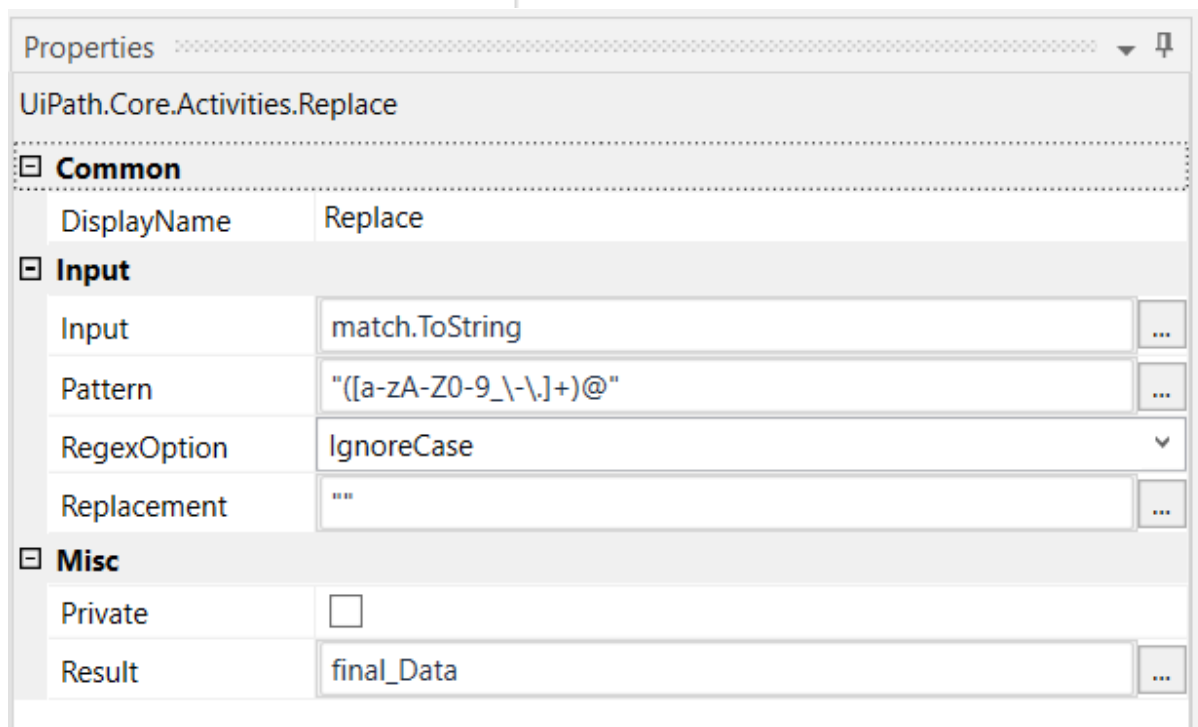 Properties
UiPath.Core.Activities.Replace
Common
DisplayName Replace
Input
Input match.ToString ...
Pattern "([a-zA-Z0-9_\-\.]+)@" ...
RegexOption IgnoreCase
Replacement "" ...
Misc
Private
Result final_Data ...